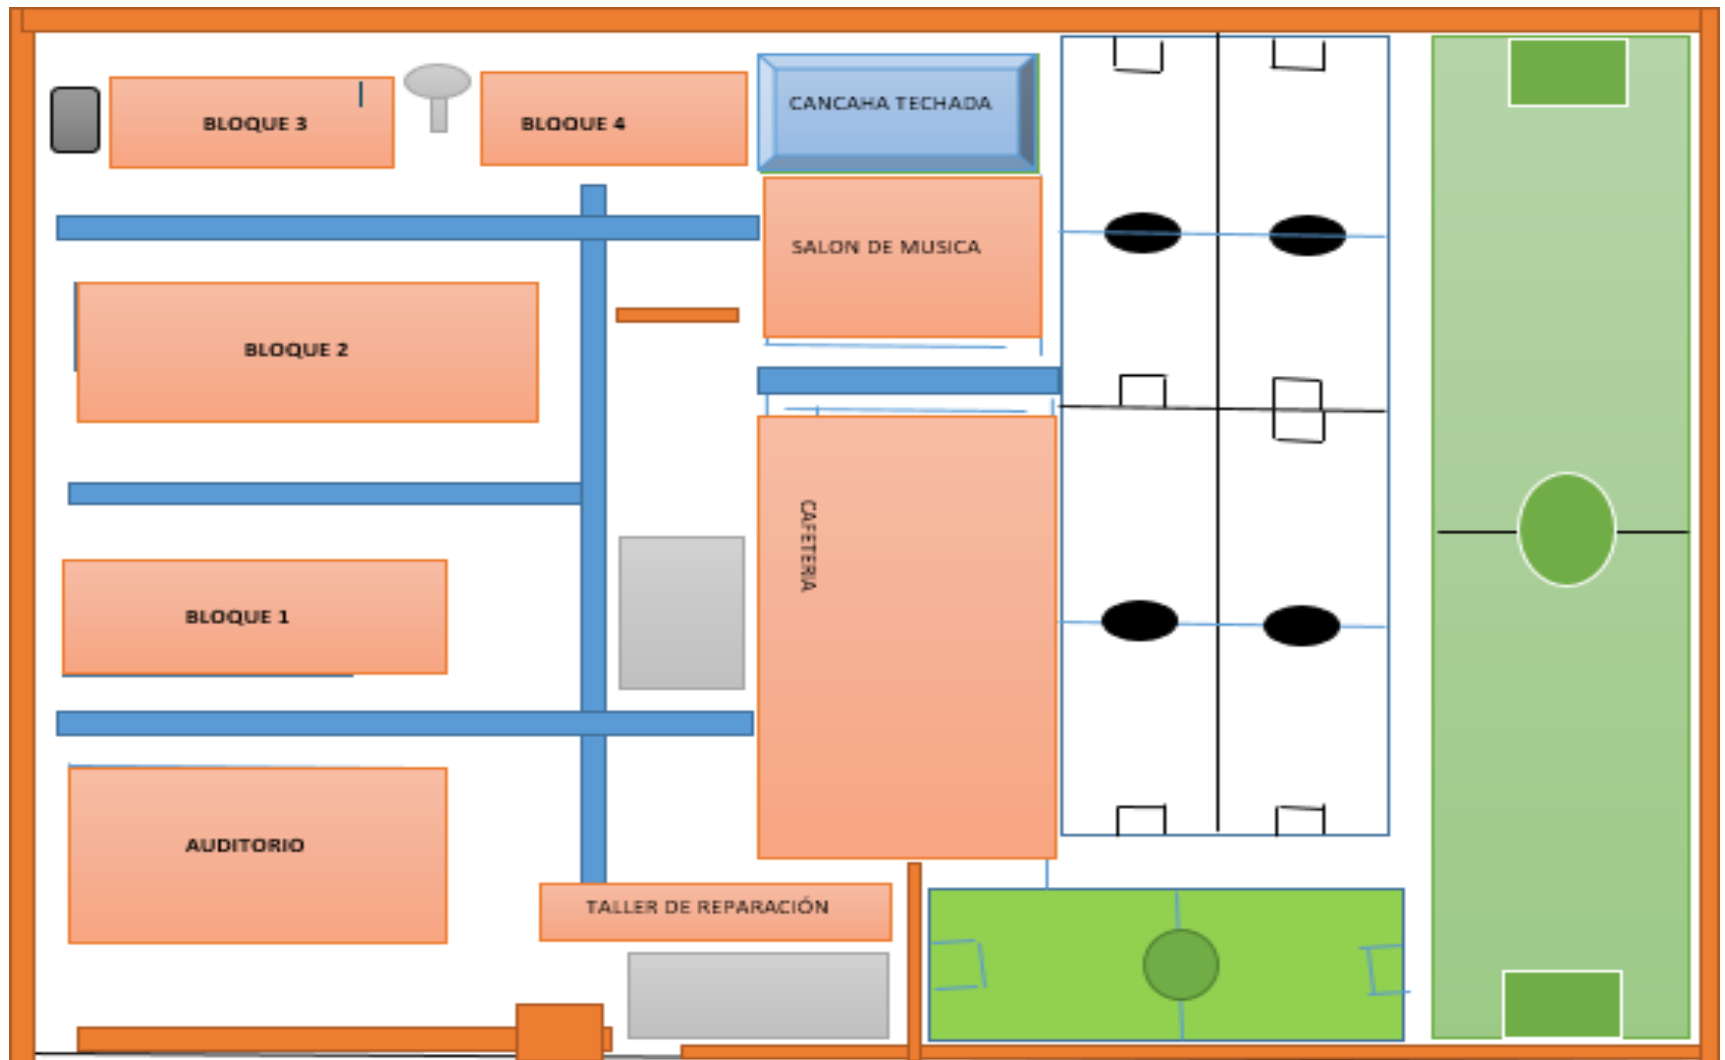 BLOQUE 3
BLOQUE 4
CANCAHA TECHADA
SALON DE MUSICA
BLOQUE 2
CAFETERIA
BLOQUE 1
AUDITORIO
TALLER DE REPARACIÓN